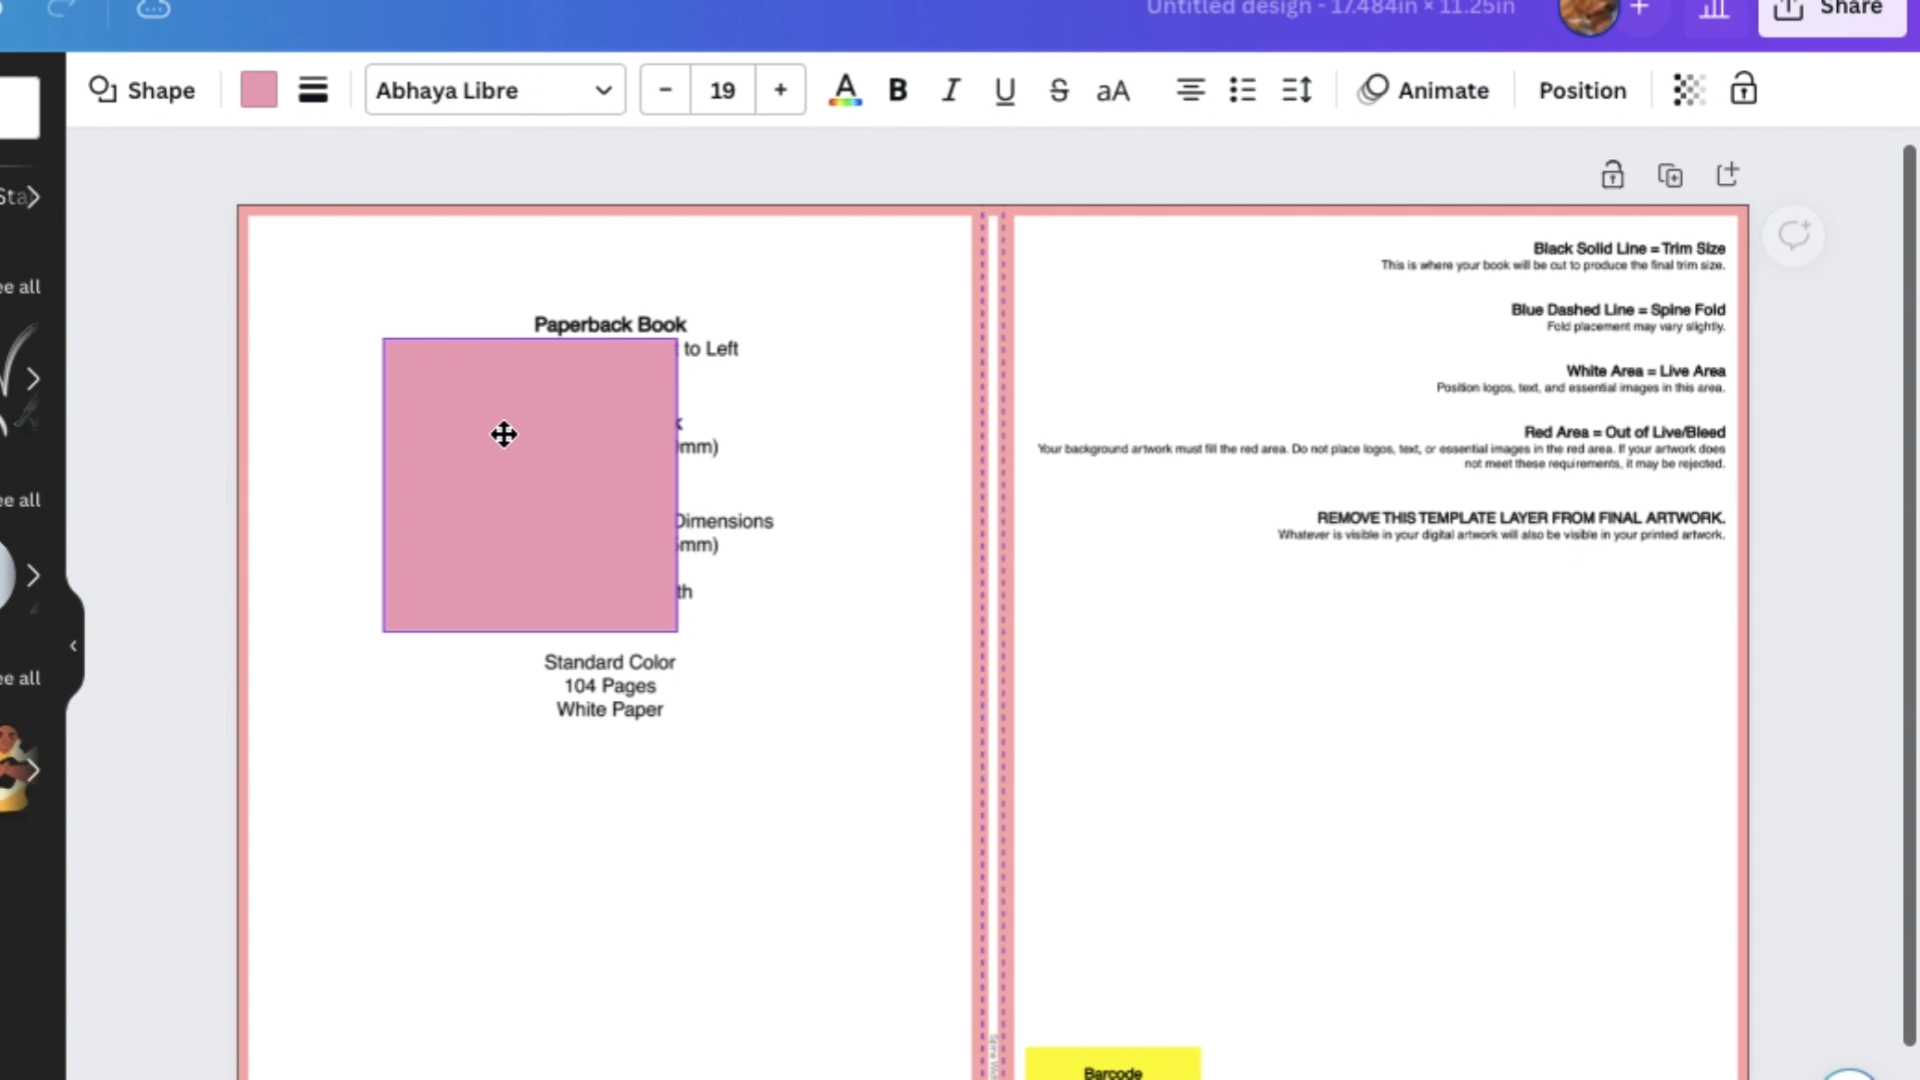 Untitled design - 17.484in × 11.25in
Share
Shape
Abhaya Libre
19
A B I U S aA
Animate
Position
ee all
ee all
ee all
Paperback Book
to Left
mm)
Dimensions
mm)
th
Standard Color
104 Pages
White Paper
Black Solid Line = Trim Size
This is where your book will be cut to produce the final trim size.
Blue Dashed Line = Spine Fold
Fold placement may vary slightly.
White Area = Live Area
Position logos, text, and essential images in this area.
Red Area = Out of Live/Bleed
Your background artwork must fill the red area. Do not place logos, text, or essential images in the red area. If your artwork does
not meet these requirements, it may be rejected.
REMOVE THIS TEMPLATE LAYER FROM FINAL ARTWORK.
Whatever is visible in your digital artwork will also be visible in your printed artwork.
Barcode